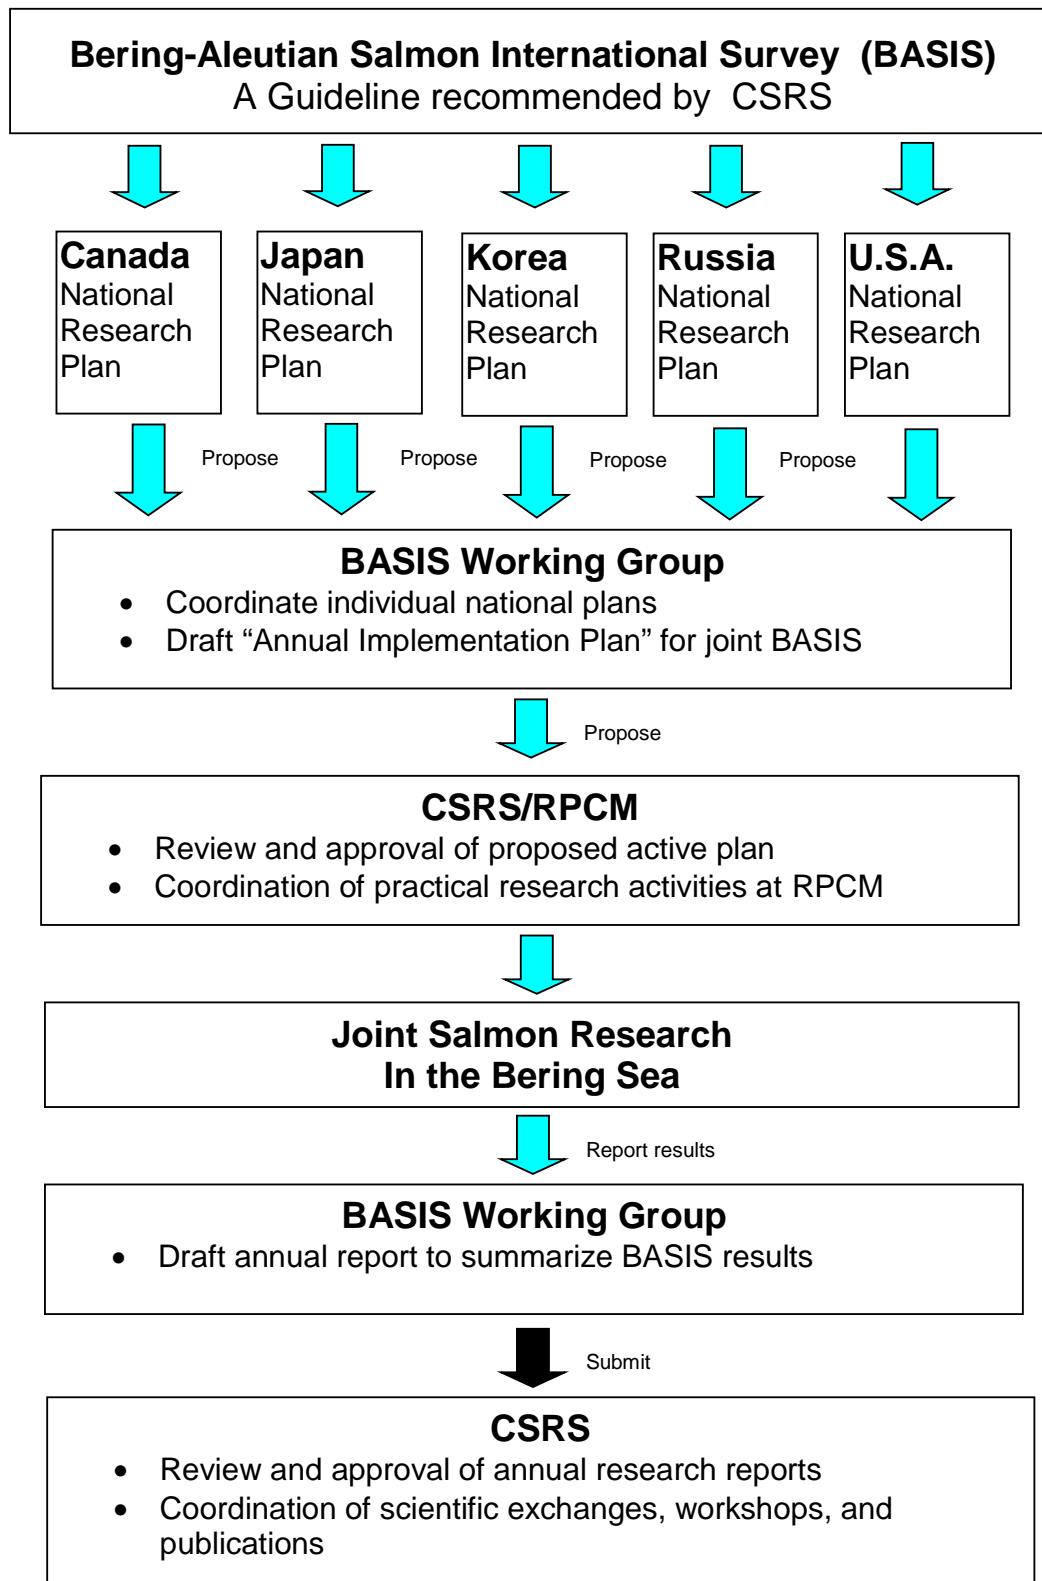 Bering-Aleutian Salmon International Survey (BASIS)
A Guideline recommended by CSRS
Canada
National
Research
Plan
Japan
National
Research
Plan
Korea
National
Research
Plan
Russia
National
Research
Plan
U.S.A.
National
Research
Plan
Propose
Propose
Propose
Propose
BASIS Working Group
• Coordinate individual national plans
• Draft “Annual Implementation Plan” for joint BASIS
Propose
CSRS/RPCM
• Review and approval of proposed active plan
• Coordination of practical research activities at RPCM
Joint Salmon Research
In the Bering Sea
Report results
BASIS Working Group
• Draft annual report to summarize BASIS results
Submit
CSRS
• Review and approval of annual research reports
• Coordination of scientific exchanges, workshops, and
publications